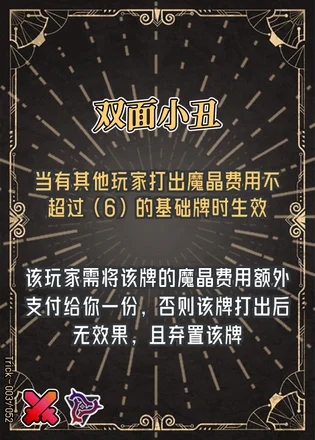 双面小丑
当有其他玩家打出魔晶费用不
超过（6）的基础牌时生效
该玩家需将该牌的魔晶费用额外
支付给你一份，否则该牌打出后
无效果，且弃置该牌
Trick-0037/052